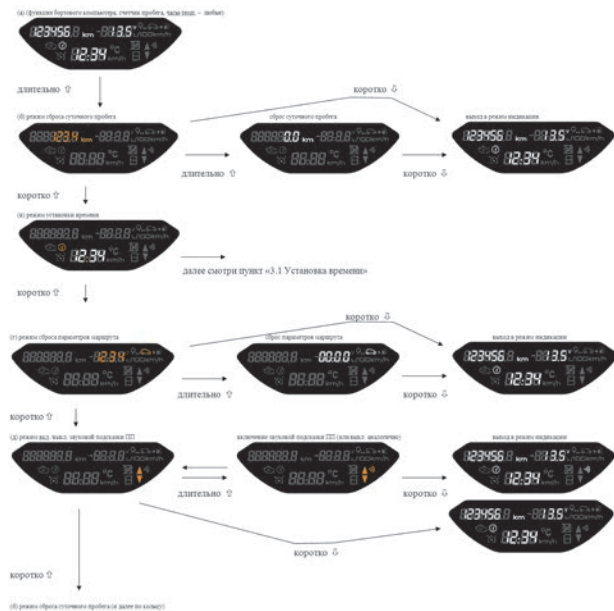 (а) (функции бортового компьютера, счетчик пробега, часы/темп. – любые)
123456.8 km -13.5
12:34 °C
km/h
длительно ⇧
коротко ⇩
(б) режим сброса суточного пробега
сброс суточного пробега
выход в режим индикации
123.4 km
0.0 km
123456.8 km -13.5
12:34 °C
длительно ⇧
коротко ⇩
коротко ⇧
(в) режим установки времени
km
12:34 °C
далее смотри пункт «3.1 Установка времени»
коротко ⇧
коротко ⇩
(г) режим сброса параметров маршрута
сброс параметров маршрута
выход в режим индикации
12:34
00:00
123456.8 km -13.5
12:34 °C
длительно ⇧
коротко ⇩
коротко ⇧
(д) режим вкл. выкл. звуковой подсказки ПП
включение звуковой подсказки ПП (или выкл. аналогично)
выход в режим индикации
123456.8 km -13.5
12:34 °C
длительно ⇧
коротко ⇩
123456.8 km -13.5
12:34 °C
коротко ⇩
коротко ⇧
(б) режим сброса суточного пробега (и далее по кольцу)